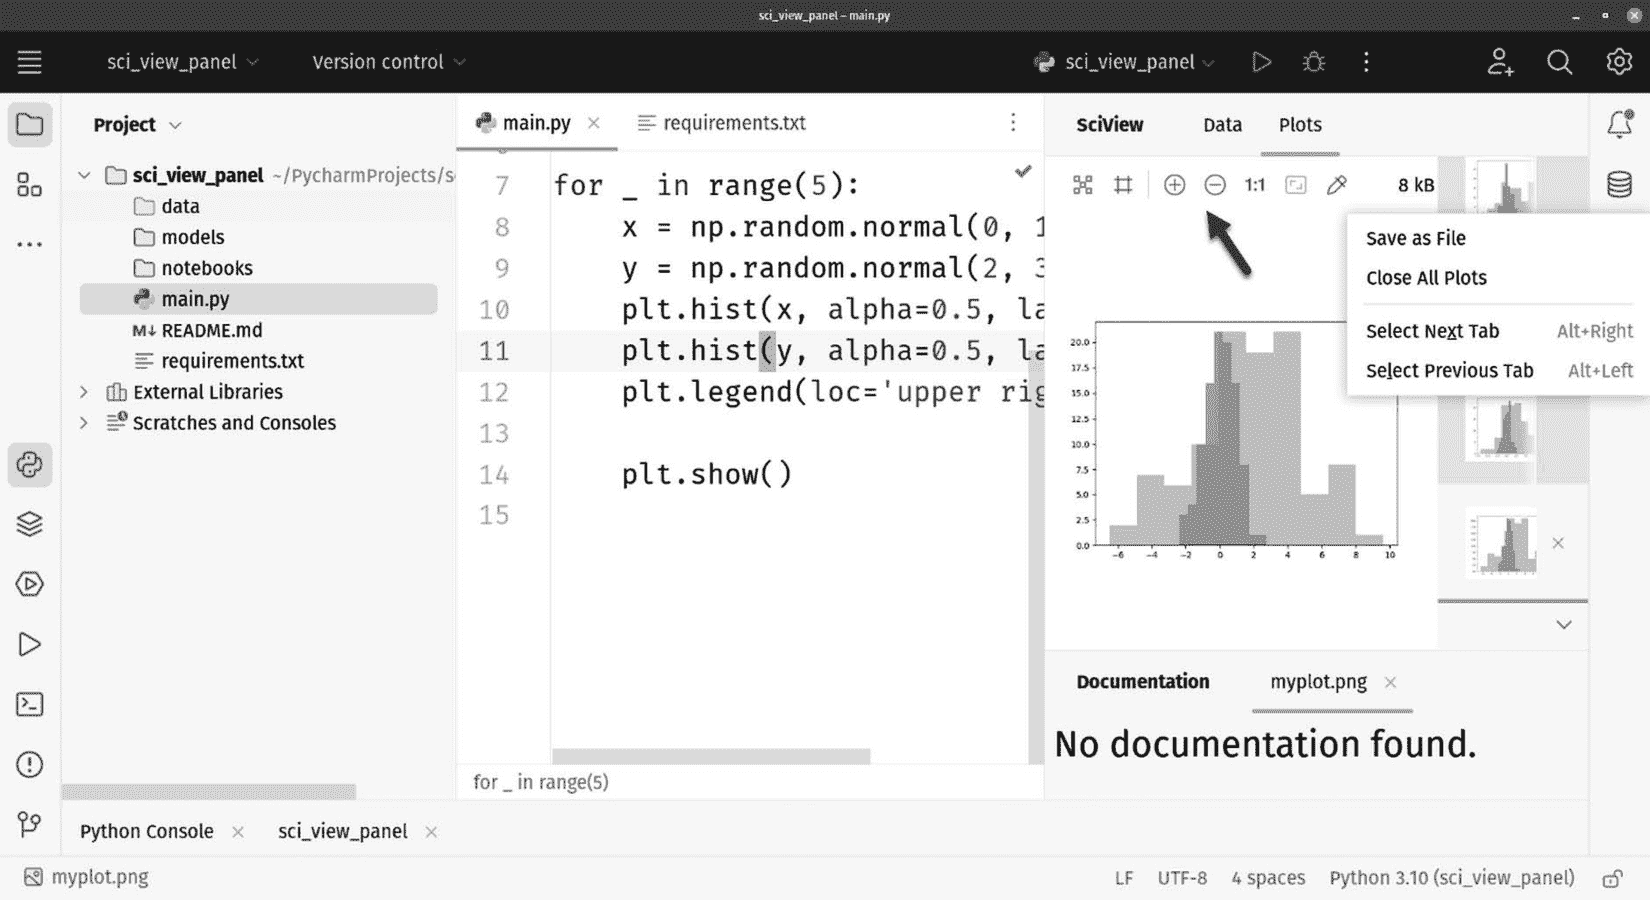 sci_view_panel – main.py
sci_view_panel
Version control
sci_view_panel
Project
sci_view_panel ~/PycharmProjects/s
data
models
notebooks
main.py
README.md
requirements.txt
External Libraries
Scratches and Consoles
main.py
requirements.txt
7 for _ in range(5):
8 x = np.random.normal(0, 1
9 y = np.random.normal(2, 3
10 plt.hist(x, alpha=0.5, la
11 plt.hist(y, alpha=0.5, la
12 plt.legend(loc='upper rig
13
14 plt.show()
15
for _ in range(5)
SciView
Data
Plots
1:1
8 kB
Save as File
Close All Plots
Select Next Tab Alt+Right
Select Previous Tab Alt+Left
20.0
17.5
15.0
12.5
10.0
7.5
5.0
2.5
0.0
−6 −4 −2 0 2 4 6 8 10
Documentation
myplot.png
No documentation found.
Python Console
sci_view_panel
myplot.png
LF UTF-8 4 spaces Python 3.10 (sci_view_panel)